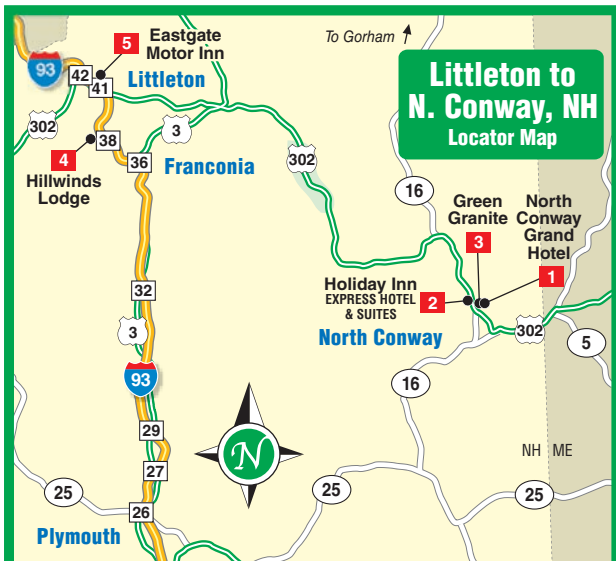 To Gorham
Littleton to
N. Conway, NH
Locator Map
5
Eastgate
Motor Inn
93
42
41
Littleton
302
3
38
4
Hillwinds
Lodge
36
Franconia
302
16
Green
Granite
3
North
Conway
Grand
Hotel
1
Holiday Inn
EXPRESS HOTEL
& SUITES
2
North Conway
302
5
32
3
93
16
29
N
NH ME
27
25
25
25
26
Plymouth